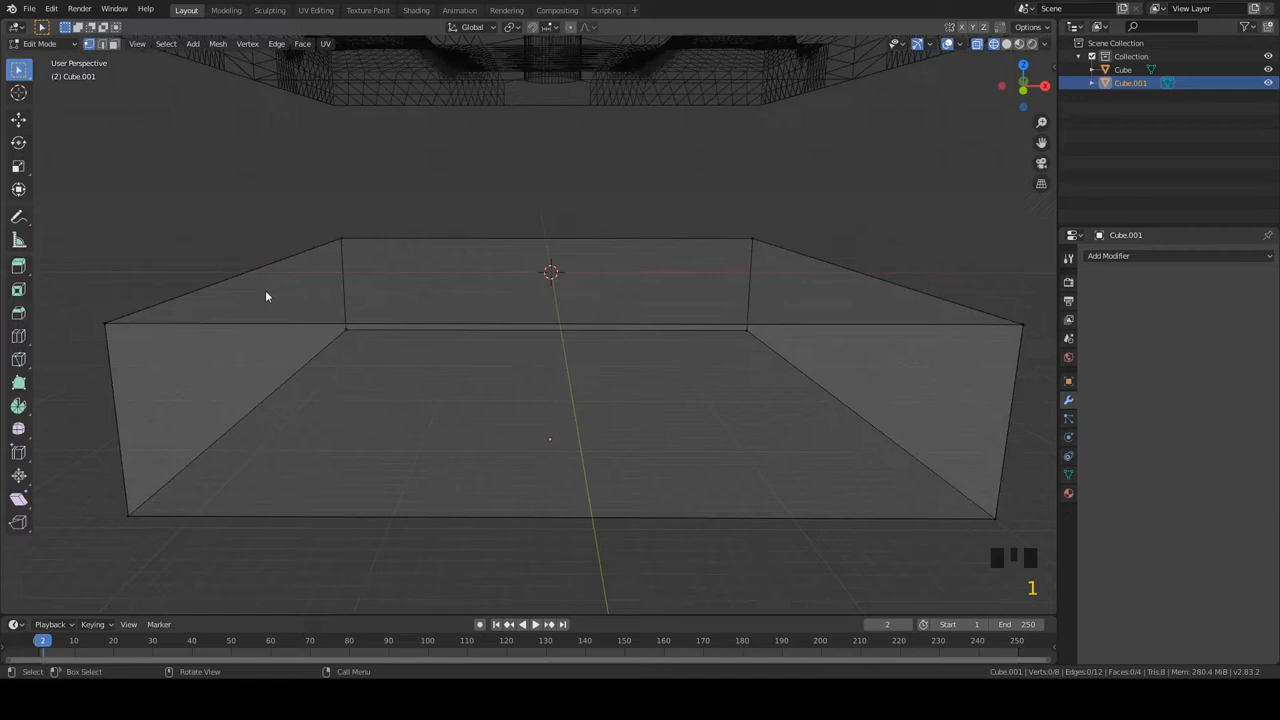 File Edit Render Window Help Layout Modeling Sculpting UV Editing Texture Paint Shading Animation Rendering Compositing Scripting + Scene View Layer
Global Options X Y Z
Edit Mode View Select Add Mesh Vertex Edge Face UV
User Perspective
(2) Cube.001
Z
X
Scene Collection
Collection
Cube
Cube.001
Cube.001
Add Modifier
1
Playback Keying View Marker 2 Start 1 End 250
2 10 20 30 40 50 60 70 80 90 100 110 120 130 140 150 160 170 180 190 200 210 220 230 240 250
Select Box Select Rotate View Call Menu Cube.001 | Verts:0/8 | Edges:0/12 | Faces:0/4 | Tris:8 | Mem: 280.4 MiB | v2.83.2